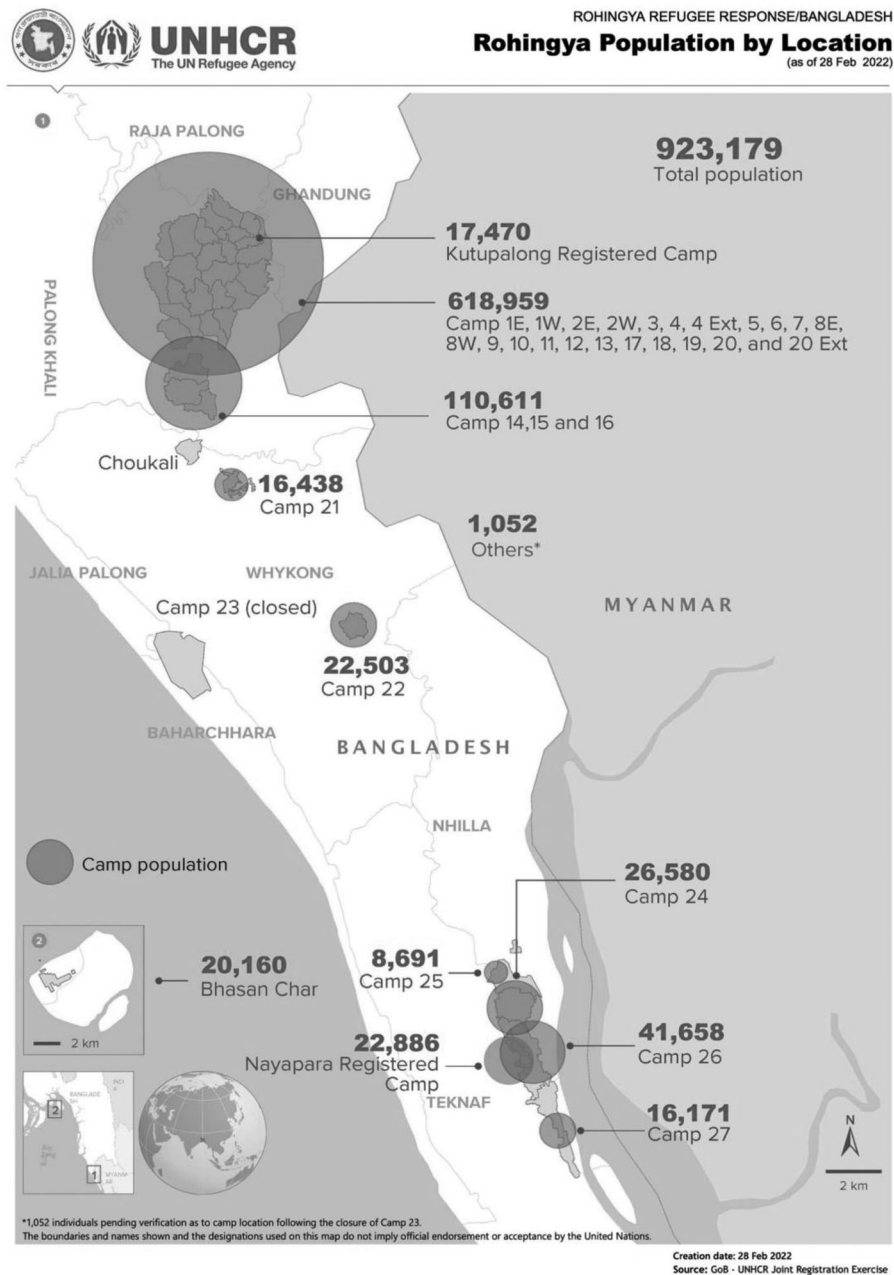 UNHCR
The UN Refugee Agency
ROHINGYA REFUGEE RESPONSE/BANGLADESH
Rohingya Population by Location
(as of 28 Feb 2022)
1
RAJA PALONG
923,179
Total population
GHANDUNG
17,470
Kutupalong Registered Camp
PALONG KHALI
618,959
Camp 1E, 1W, 2E, 2W, 3, 4, 4 Ext, 5, 6, 7, 8E,
8W, 9, 10, 11, 12, 13, 17, 18, 19, 20, and 20 Ext
110,611
Camp 14,15 and 16
Choukali
16,438
Camp 21
1,052
Others*
JALIA PALONG
WHYKONG
Camp 23 (closed)
MYANMAR
22,503
Camp 22
BAHARCHHARA
BANGLADESH
NHILLA
Camp population
26,580
Camp 24
2
20,160
Bhasan Char
2 km
8,691
Camp 25
22,886
Nayapara Registered
Camp
41,658
Camp 26
TEKNAF
16,171
Camp 27
BANGLADE
SH
2
1
MYANM
AR
N
2 km
*1,052 individuals pending verification as to camp location following the closure of Camp 23.
The boundaries and names shown and the designations used on this map do not imply official endorsement or acceptance by the United Nations.
Creation date: 28 Feb 2022
Source: GoB - UNHCR Joint Registration Exercise